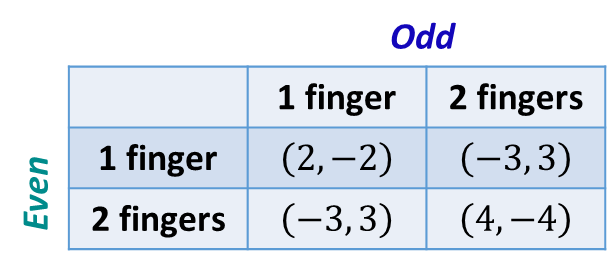 Odd
1 finger 2 fingers
1 finger (2, −2) (−3, 3)
Even
2 fingers (−3, 3) (4, −4)